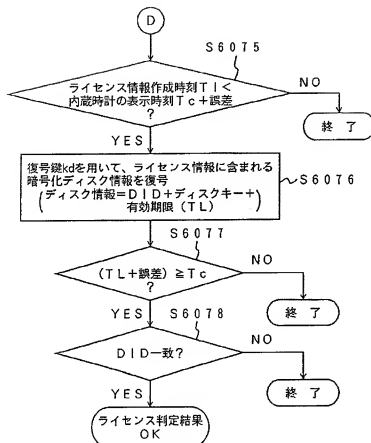 D
S6075
ライセンス情報作成時刻TI<
内蔵時計の表示時刻Tc+誤差
?
NO
終了
YES
復号鍵kdを用いて、ライセンス情報に含まれる
暗号化ディスク情報を復号
(ディスク情報=DID+ディスクキー+
有効期限(TL))
S6076
S6077
(TL+誤差)≧Tc
?
NO
終了
YES
S6078
DID一致?
NO
終了
YES
ライセンス判定結果
OK